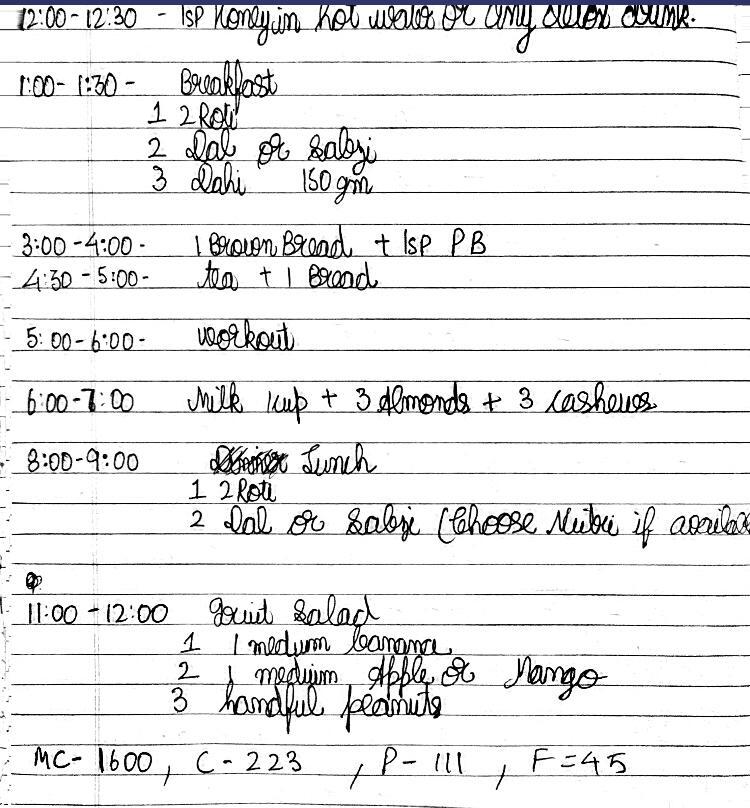 12:00-12:30 - 1sp Honey in hot water or any detox drink.
1:00-1:30- Breakfast
1 2 Roti
2 Dal or Sabzi
3 Dahi 150 gm
3:00-4:00- 1 Brown Bread + 1sp PB
4:30-5:00- tea + 1 Bread
5:00-6:00- workout
6:00-7:00 Milk 1cup + 3 Almonds + 3 cashews
8:00-9:00 Lunch
1 2 Roti
2 Dal or Sabzi (Choose if
11:00-12:00 fruit salad
1 1 medium banana
2 1 medium Apple or Mango
3 handful peanuts
MC-1600, C-223, P-111, F=45